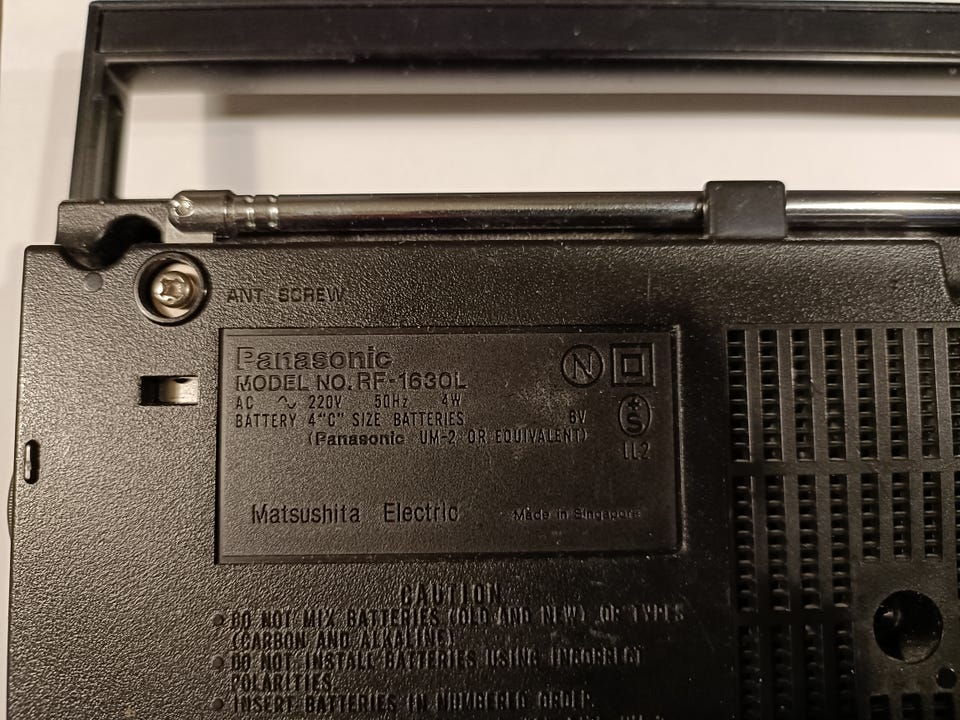 ANT. SCREW
Panasonic
MODEL NO. RF-1630L
AC ∿ 220V 50Hz 4W
BATTERY 4"C" SIZE BATTERIES 6V
(Panasonic UM-2 OR EQUIVALENT)
N
+
S
112
Matsushita Electric Made in Singapore
CAUTION
● DO NOT MIX BATTERIES (OLD AND NEW) OR TYPES
(CARBON AND ALKALINE)
● DO NOT INSTALL BATTERIES USING INCORRECT
POLARITIES.
● INSERT BATTERIES IN NUMBERED ORDER.